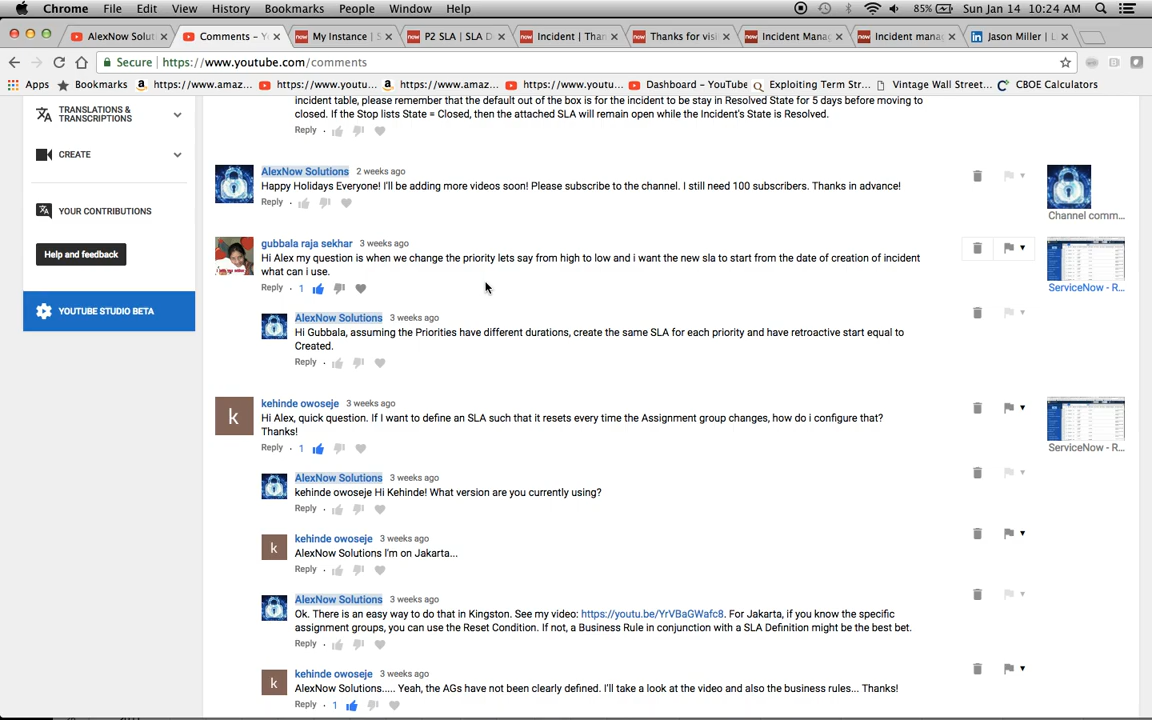 Chrome File Edit View History Bookmarks People Window Help 85% Sun Jan 14 10:24 AM
AlexNow Solut Comments - Y My Instance | S P2 SLA | SLA D Incident | Than Thanks for visi Incident Manag Incident manag Jason Miller | L
Secure | https://www.youtube.com/comments
Apps Bookmarks https://www.amaz... https://www.youtu... https://www.amaz... https://www.youtu... Dashboard - YouTube Exploiting Term Str... Vintage Wall Street... CBOE Calculators
TRANSLATIONS & TRANSCRIPTIONS
CREATE
YOUR CONTRIBUTIONS
Help and feedback
YOUTUBE STUDIO BETA
incident table, please remember that the default out of the box is for the incident to be stay in Resolved State for 5 days before moving to
closed. If the Stop lists State = Closed, then the attached SLA will remain open while the Incident's State is Resolved.
Reply ·
AlexNow Solutions 2 weeks ago
Happy Holidays Everyone! I'll be adding more videos soon! Please subscribe to the channel. I still need 100 subscribers. Thanks in advance!
Reply ·
Channel comm...
gubbala raja sekhar 3 weeks ago
Hi Alex my question is when we change the priority lets say from high to low and i want the new sla to start from the date of creation of incident
what can i use.
Reply · 1
ServiceNow - R...
AlexNow Solutions 3 weeks ago
Hi Gubbala, assuming the Priorities have different durations, create the same SLA for each priority and have retroactive start equal to
Created.
Reply ·
k
kehinde owoseje 3 weeks ago
Hi Alex, quick question. If I want to define an SLA such that it resets every time the Assignment group changes, how do i configure that?
Thanks!
Reply · 1
ServiceNow - R...
AlexNow Solutions 3 weeks ago
kehinde owoseje Hi Kehinde! What version are you currently using?
Reply ·
k
kehinde owoseje 3 weeks ago
AlexNow Solutions I'm on Jakarta...
Reply ·
AlexNow Solutions 3 weeks ago
Ok. There is an easy way to do that in Kingston. See my video: https://youtu.be/YrVBaGWafc8. For Jakarta, if you know the specific
assignment groups, you can use the Reset Condition. If not, a Business Rule in conjunction with a SLA Definition might be the best bet.
Reply ·
k
kehinde owoseje 3 weeks ago
AlexNow Solutions..... Yeah, the AGs have not been clearly defined. I'll take a look at the video and also the business rules... Thanks!
Reply · 1